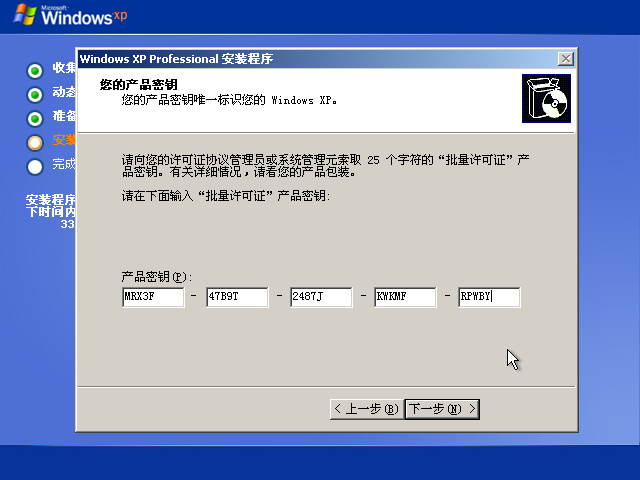 Microsoft
Windows xp
Windows XP Professional 安装程序
收集
动态
准备
安装
完成
安装程序
下时间内
33
您的产品密钥
您的产品密钥唯一标识您的 Windows XP。
请向您的许可证协议管理员或系统管理元索取 25 个字符的“批量许可证”产
品密钥。有关详细情况，请看您的产品包装。
请在下面输入“批量许可证”产品密钥:
产品密钥(P):
MRX3F - 47B9T - 2487J - KWKMF - RPWBY
< 上一步(B) 下一步(N) >